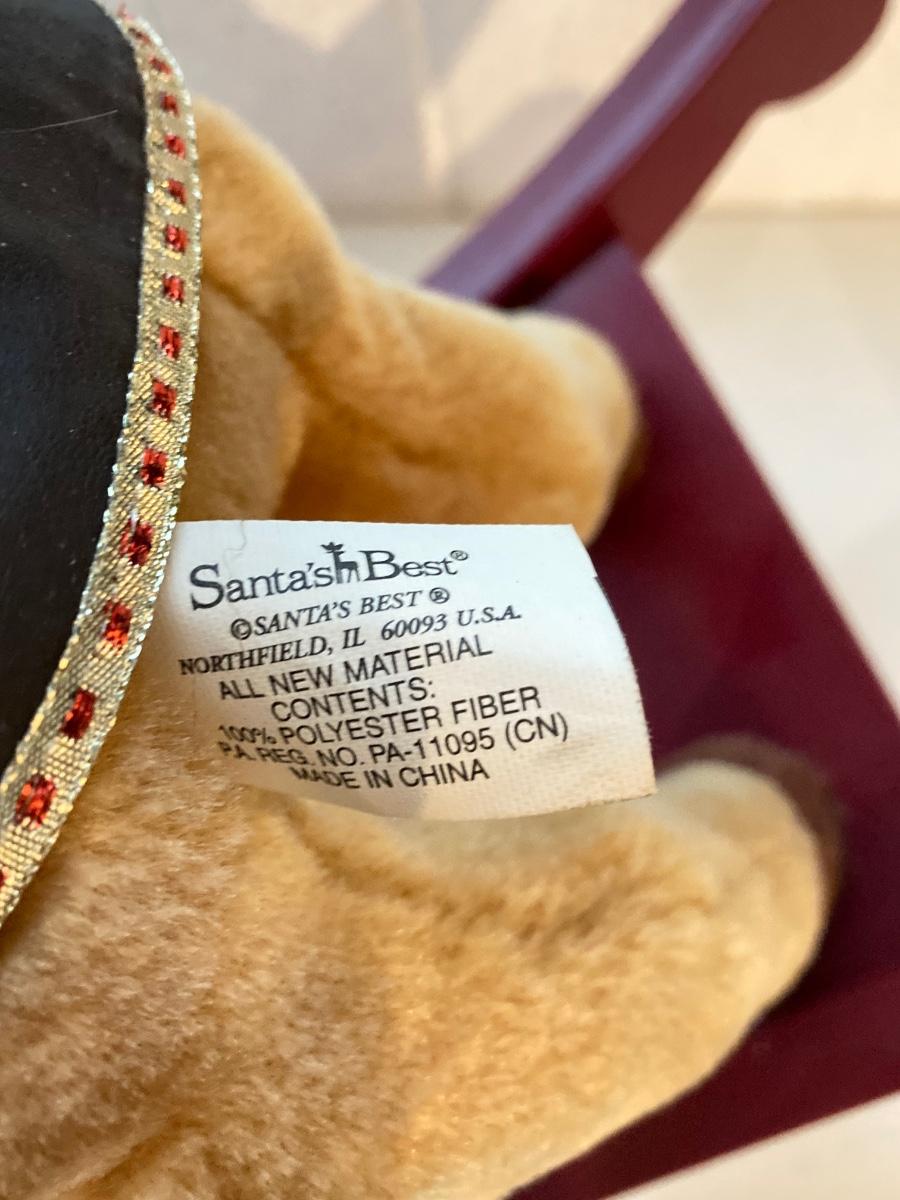 Santa's Best®
©SANTA'S BEST ®
NORTHFIELD, IL 60093 U.S.A.
ALL NEW MATERIAL
CONTENTS:
100% POLYESTER FIBER
P.A. REG. NO. PA-11095 (CN)
MADE IN CHINA